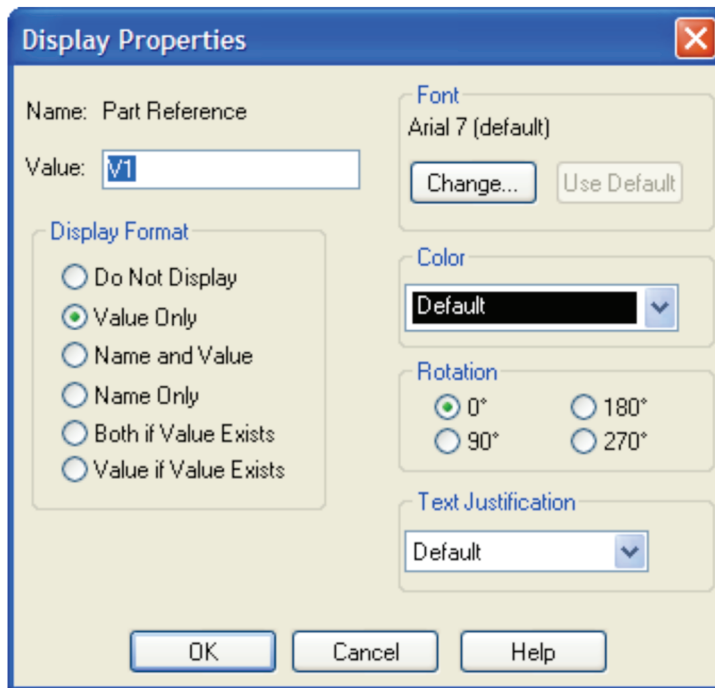 Display Properties
Name: Part Reference
Value: V1
Display Format
Do Not Display
Value Only
Name and Value
Name Only
Both if Value Exists
Value if Value Exists
Font
Arial 7 (default)
Change... Use Default
Color
Default
Rotation
0° 180°
90° 270°
Text Justification
Default
OK Cancel Help